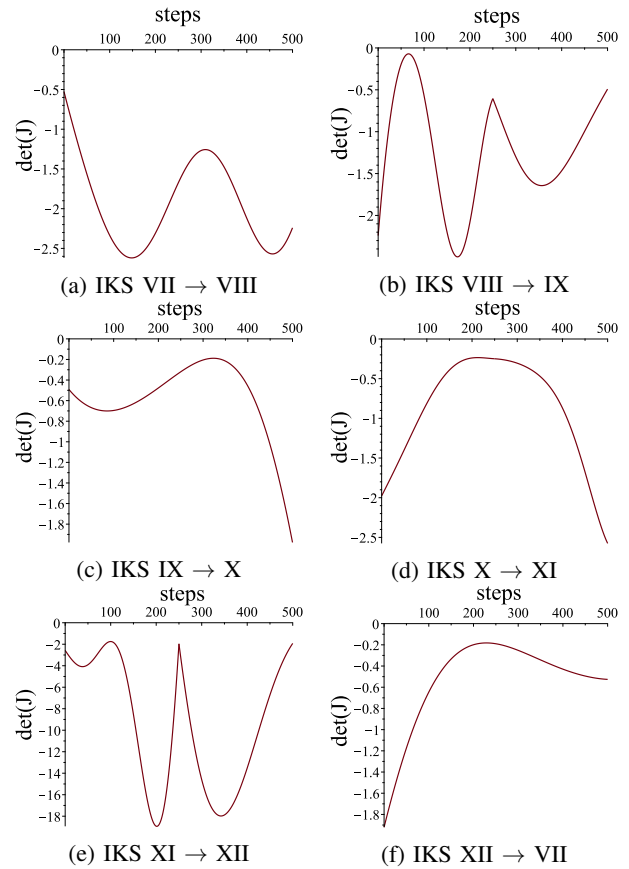 steps
0 100 200 300 400 500
−0.5
−1
−1.5
−2
−2.5
det(J)
(a) IKS VII → VIII
steps
0 100 200 300 400 500
−0.5
−1
−1.5
−2
det(J)
(b) IKS VIII → IX
steps
0 100 200 300 400 500
−0.2
−0.4
−0.6
−0.8
−1
−1.2
−1.4
−1.6
−1.8
det(J)
(c) IKS IX → X
steps
0 100 200 300 400 500
−0.5
−1
−1.5
−2
−2.5
det(J)
(d) IKS X → XI
steps
0 100 200 300 400 500
−2
−4
−6
−8
−10
−12
−14
−16
−18
det(J)
(e) IKS XI → XII
steps
0 100 200 300 400 500
−0.2
−0.4
−0.6
−0.8
−1
−1.2
−1.4
−1.6
−1.8
det(J)
(f) IKS XII → VII